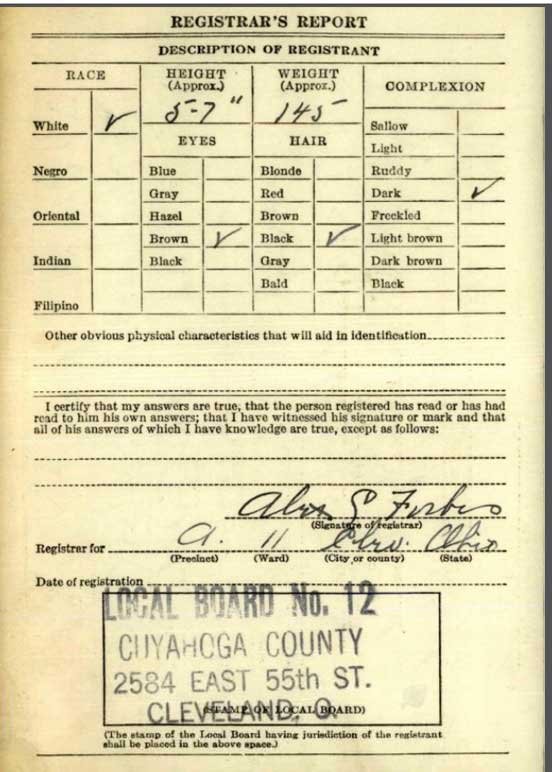 REGISTRAR'S REPORT
DESCRIPTION OF REGISTRANT
RACE
HEIGHT
(Approx.)
WEIGHT
(Approx.)
COMPLEXION
5-7"
145
White ✓
EYES
HAIR
Sallow
Light
Negro
Blue
Blonde
Ruddy
Gray
Red
Dark ✓
Oriental
Hazel
Brown
Freckled
Brown ✓
Black ✓
Light brown
Indian
Black
Gray
Dark brown
Bald
Black
Filipino
Other obvious physical characteristics that will aid in identification
I certify that my answers are true; that the person registered has read or has had
read to him his own answers; that I have witnessed his signature or mark and that
all of his answers of which I have knowledge are true, except as follows:
Forbes
(Signature of registrar)
Registrar for A. 11 Clev. Ohio
(Precinct) (Ward) (City or county) (State)
Date of registration
LOCAL BOARD No. 12
CUYAHOGA COUNTY
2584 EAST 55th ST.
CLEVELAND, O.
(STAMP OF LOCAL BOARD)
(The stamp of the Local Board having jurisdiction of the registrant
shall be placed in the above space.)